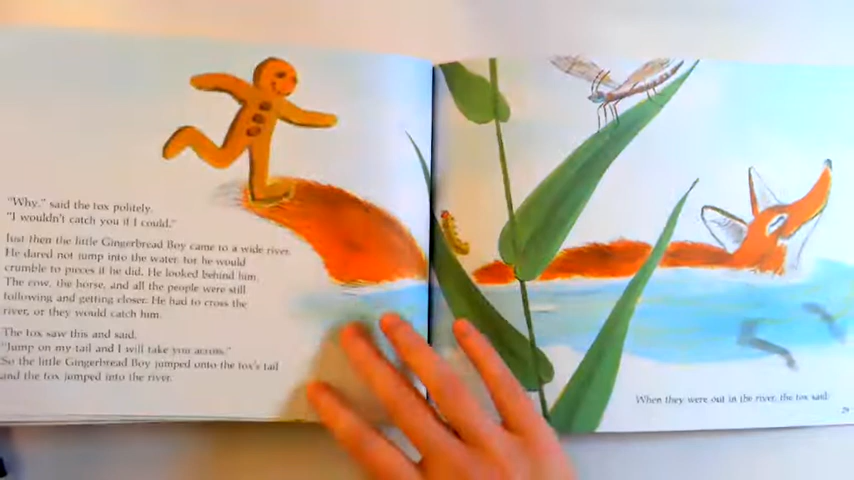 "Why," said the fox politely.
"I wouldn't catch you if I could."
Just then the little Gingerbread Boy came to a wide river.
He dared not jump into the water, for he would
crumble to pieces if he did. He looked behind him.
The cow, the horse, and all the people were still
following and getting closer. He had to cross the
river, or they would catch him.
The fox saw this and said,
"Jump on my tail and I will take you across."
So the little Gingerbread Boy jumped onto the fox's tail
and the fox jumped into the river.
When they were out in the river, the fox said: